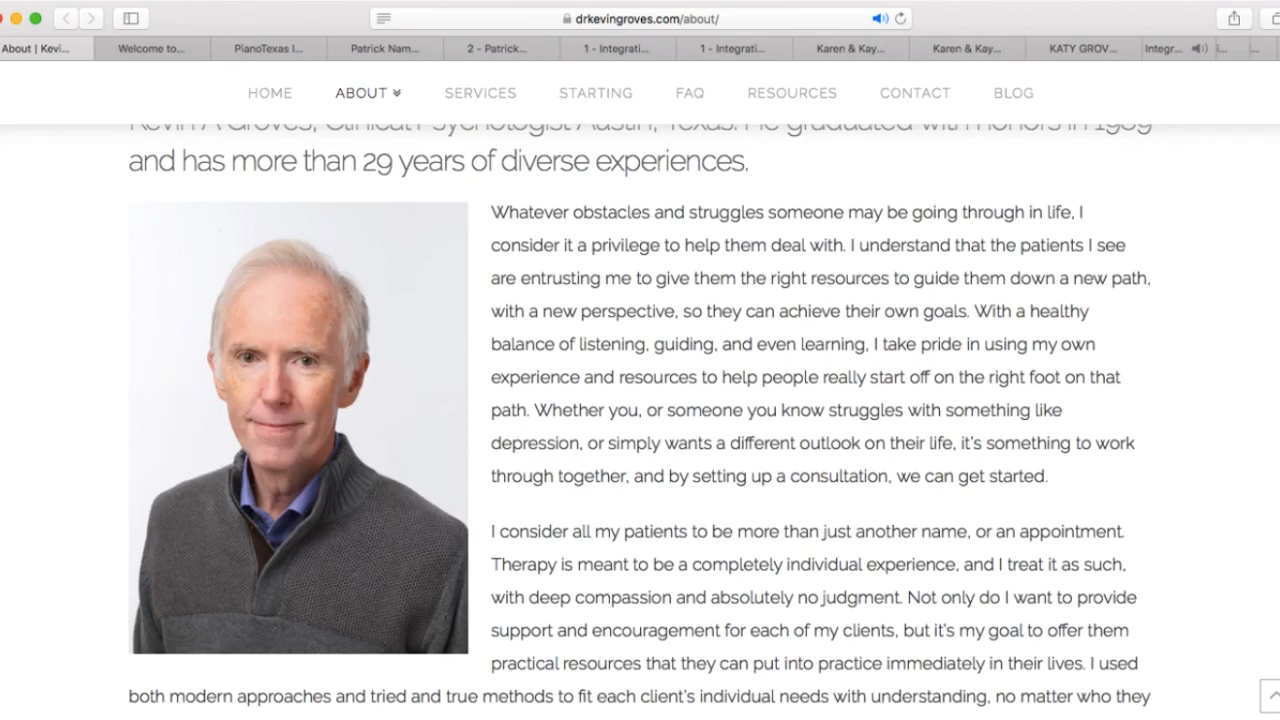 drkevingroves.com/about/
About | Kevi...
Welcome to...
PianoTexas I...
Patrick Nam...
2 - Patrick...
1 - Integrati...
1 - Integrati...
Karen & Kay...
Karen & Kay...
KATY GROV...
Integr...
HOME
ABOUT
SERVICES
STARTING
FAQ
RESOURCES
CONTACT
BLOG
Kevin A Groves, Clinical Psychologist Austin, Texas. He graduated with honors in 1989
and has more than 29 years of diverse experiences.
Whatever obstacles and struggles someone may be going through in life, I
consider it a privilege to help them deal with. I understand that the patients I see
are entrusting me to give them the right resources to guide them down a new path,
with a new perspective, so they can achieve their own goals. With a healthy
balance of listening, guiding, and even learning, I take pride in using my own
experience and resources to help people really start off on the right foot on that
path. Whether you, or someone you know struggles with something like
depression, or simply wants a different outlook on their life, it's something to work
through together, and by setting up a consultation, we can get started.
I consider all my patients to be more than just another name, or an appointment.
Therapy is meant to be a completely individual experience, and I treat it as such,
with deep compassion and absolutely no judgment. Not only do I want to provide
support and encouragement for each of my clients, but it's my goal to offer them
practical resources that they can put into practice immediately in their lives. I used
both modern approaches and tried and true methods to fit each client's individual needs with understanding, no matter who they